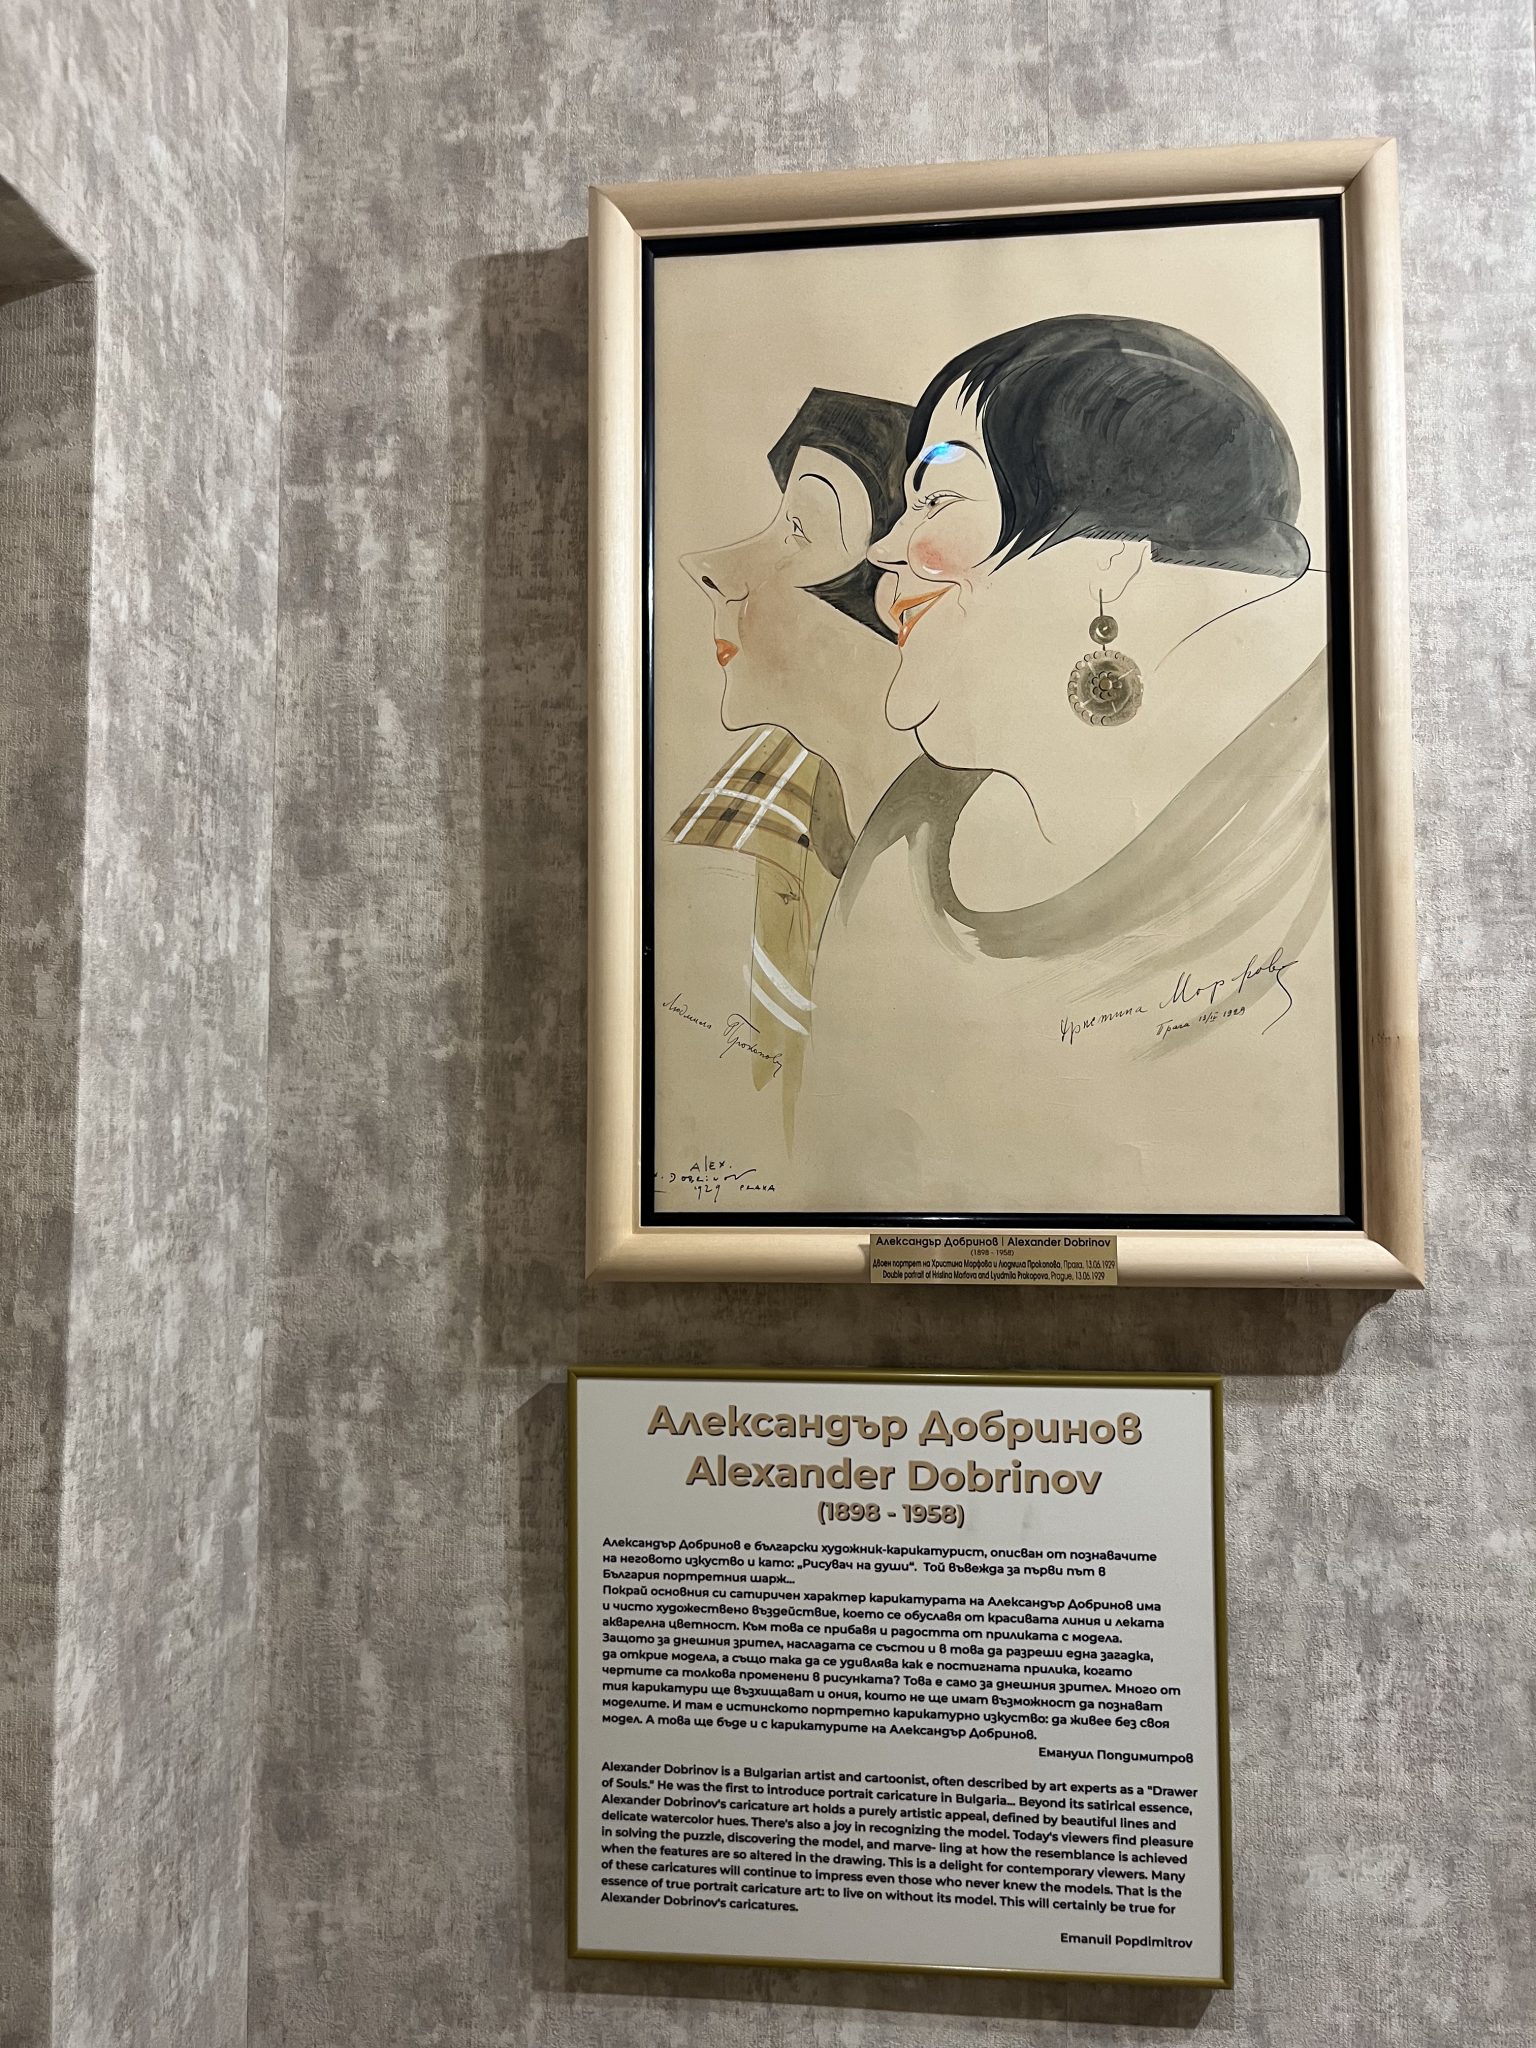 Людмила Прокопова
Христина Морфова
Прага 13/VI 1929
Alex.
Dobrinov
1929 Praha
Александър Добринов | Alexander Dobrinov
(1898 - 1958)
Двоен портрет на Христина Морфова и Людмила Прокопова, Прага, 13.06.1929
Double portrait of Hristina Morfova and Lyudmila Prokopova, Prague, 13.06.1929
Александър Добринов
Alexander Dobrinov
(1898 - 1958)
Александър Добринов е български художник-карикатурист, описван от познавачите
на неговото изкуство и като: „Рисувач на души“. Той въвежда за първи път в
България портретния шарж...
Покрай основния си сатиричен характер карикатурата на Александър Добринов има
и чисто художествено въздействие, което се обуславя от красивата линия и леката
акварелна цветност. Към това се прибавя и радостта от приликата с модела.
Защото за днешния зрител, насладата се състои и в това да разреши една загадка,
да открие модела, а също така да се удивлява как е постигната прилика, когато
чертите са толкова променени в рисунката? Това е само за днешния зрител. Много от
тия карикатури ще възхищават и ония, които не ще имат възможност да познават
моделите. И там е истинското портретно карикатурно изкуство: да живее без своя
модел. А това ще бъде и с карикатурите на Александър Добринов.
Емануил Попдимитров
Alexander Dobrinov is a Bulgarian artist and cartoonist, often described by art experts as a "Drawer
of Souls." He was the first to introduce portrait caricature in Bulgaria... Beyond its satirical essence,
Alexander Dobrinov's caricature art holds a purely artistic appeal, defined by beautiful lines and
delicate watercolor hues. There's also a joy in recognizing the model. Today's viewers find pleasure
in solving the puzzle, discovering the model, and marve- ling at how the resemblance is achieved
when the features are so altered in the drawing. This is a delight for contemporary viewers. Many
of these caricatures will continue to impress even those who never knew the models. That is the
essence of true portrait caricature art: to live on without its model. This will certainly be true for
Alexander Dobrinov's caricatures.
Emanuil Popdimitrov